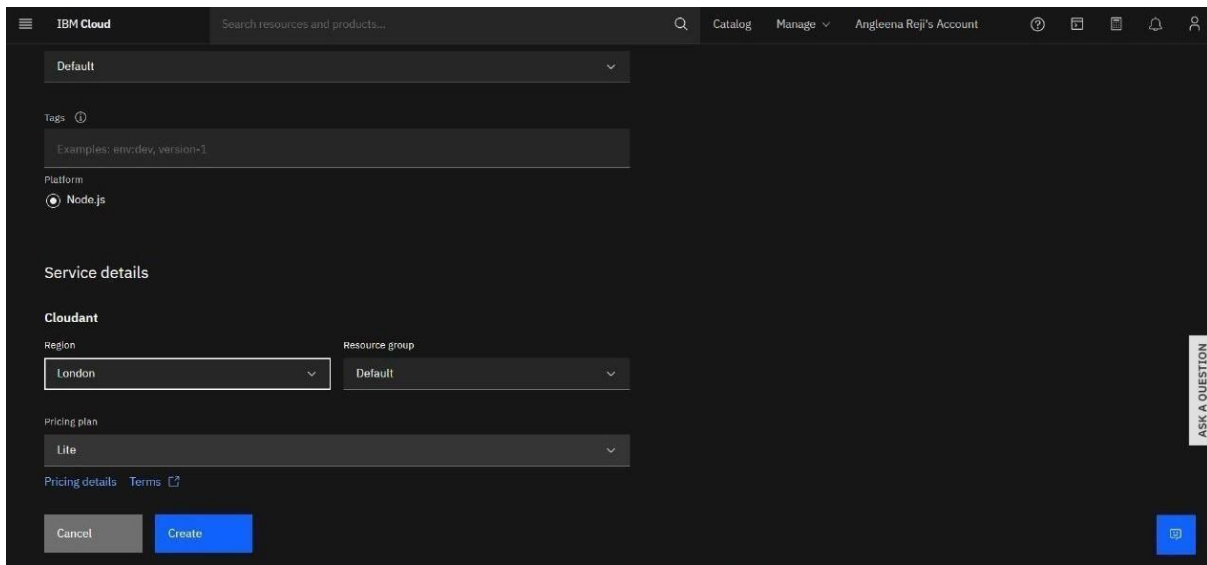 IBM Cloud Search resources and products... Catalog Manage Angleena Reji's Account
Default
Tags
Examples: env:dev, version-1
Platform
Node.js
Service details
Cloudant
Region Resource group
London Default
Pricing plan
Lite
Pricing details Terms
Cancel Create
ASK A QUESTION